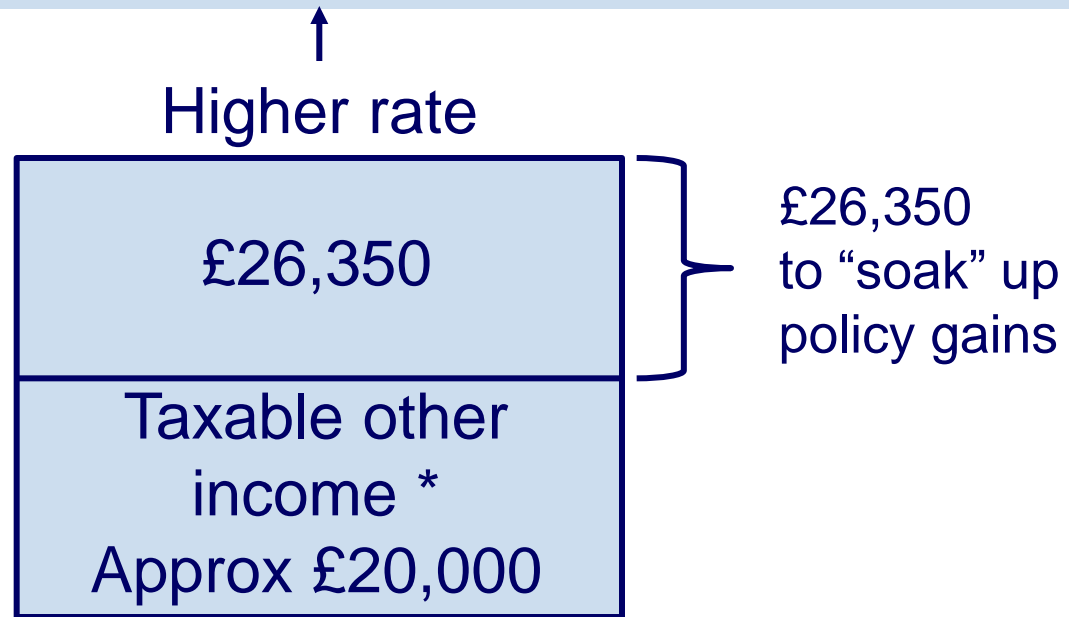 Higher rate
£26,350
£26,350
to “soak” up
policy gains
Taxable other
income *
Approx £20,000